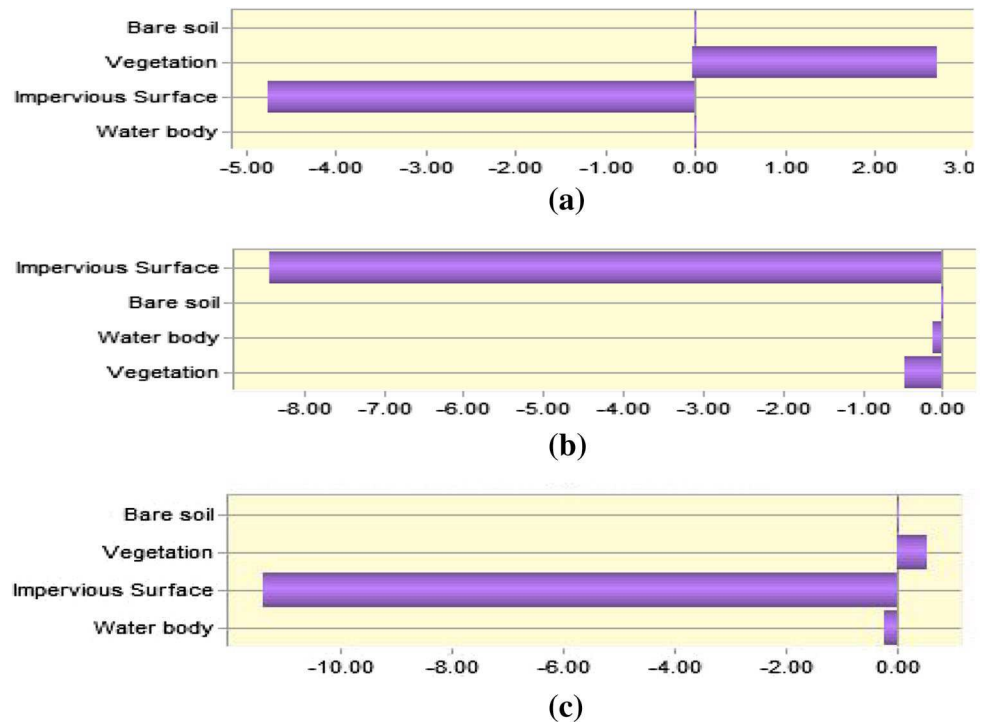 Bare soil
Vegetation
Impervious Surface
Water body
-5.00 -4.00 -3.00 -2.00 -1.00 0.00 1.00 2.00 3.0
(a)
Impervious Surface
Bare soil
Water body
Vegetation
-8.00 -7.00 -6.00 -5.00 -4.00 -3.00 -2.00 -1.00 0.00
(b)
Bare soil
Vegetation
Impervious Surface
Water body
-10.00 -8.00 -6.00 -4.00 -2.00 0.00
(c)